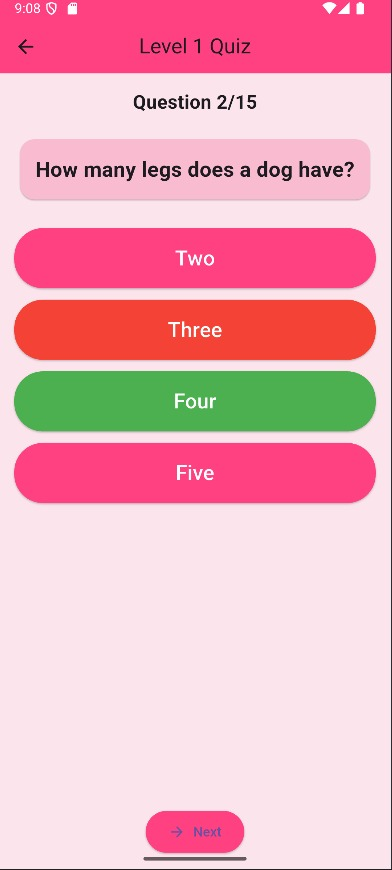 9:08
Level 1 Quiz
Question 2/15
How many legs does a dog have?
Two
Three
Four
Five
Next